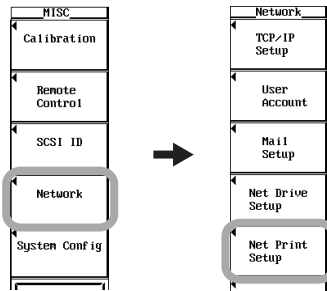 MISC
Calibration
Remote
Control
SCSI ID
Network
System Config
Network
TCP/IP
Setup
User
Account
Mail
Setup
Net Drive
Setup
Net Print
Setup